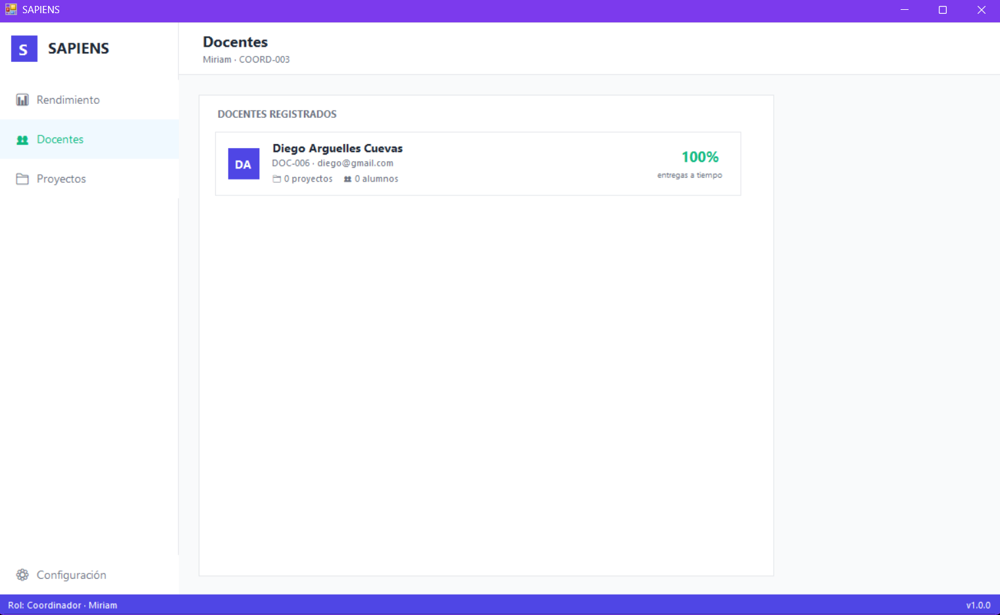 SAPIENS
S SAPIENS
Rendimiento
Docentes
Proyectos
Configuración
Docentes
Miriam · COORD-003
DOCENTES REGISTRADOS
DA
Diego Arguelles Cuevas
DOC-006 · diego@gmail.com
0 proyectos 0 alumnos
100%
entregas a tiempo
Rol: Coordinador · Miriam
v1.0.0